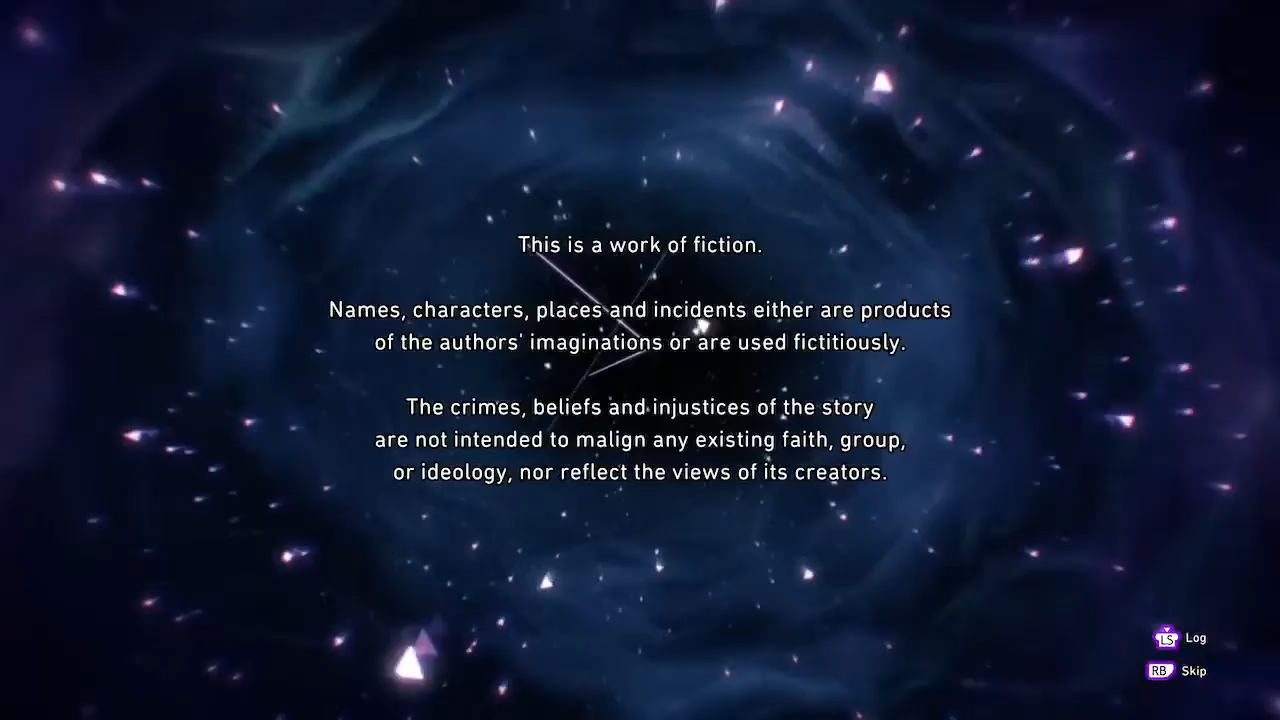 This is a work of fiction.
Names, characters, places and incidents either are products
of the authors' imaginations or are used fictitiously.
The crimes, beliefs and injustices of the story
are not intended to malign any existing faith, group,
or ideology, nor reflect the views of its creators.
LS Log
RB Skip